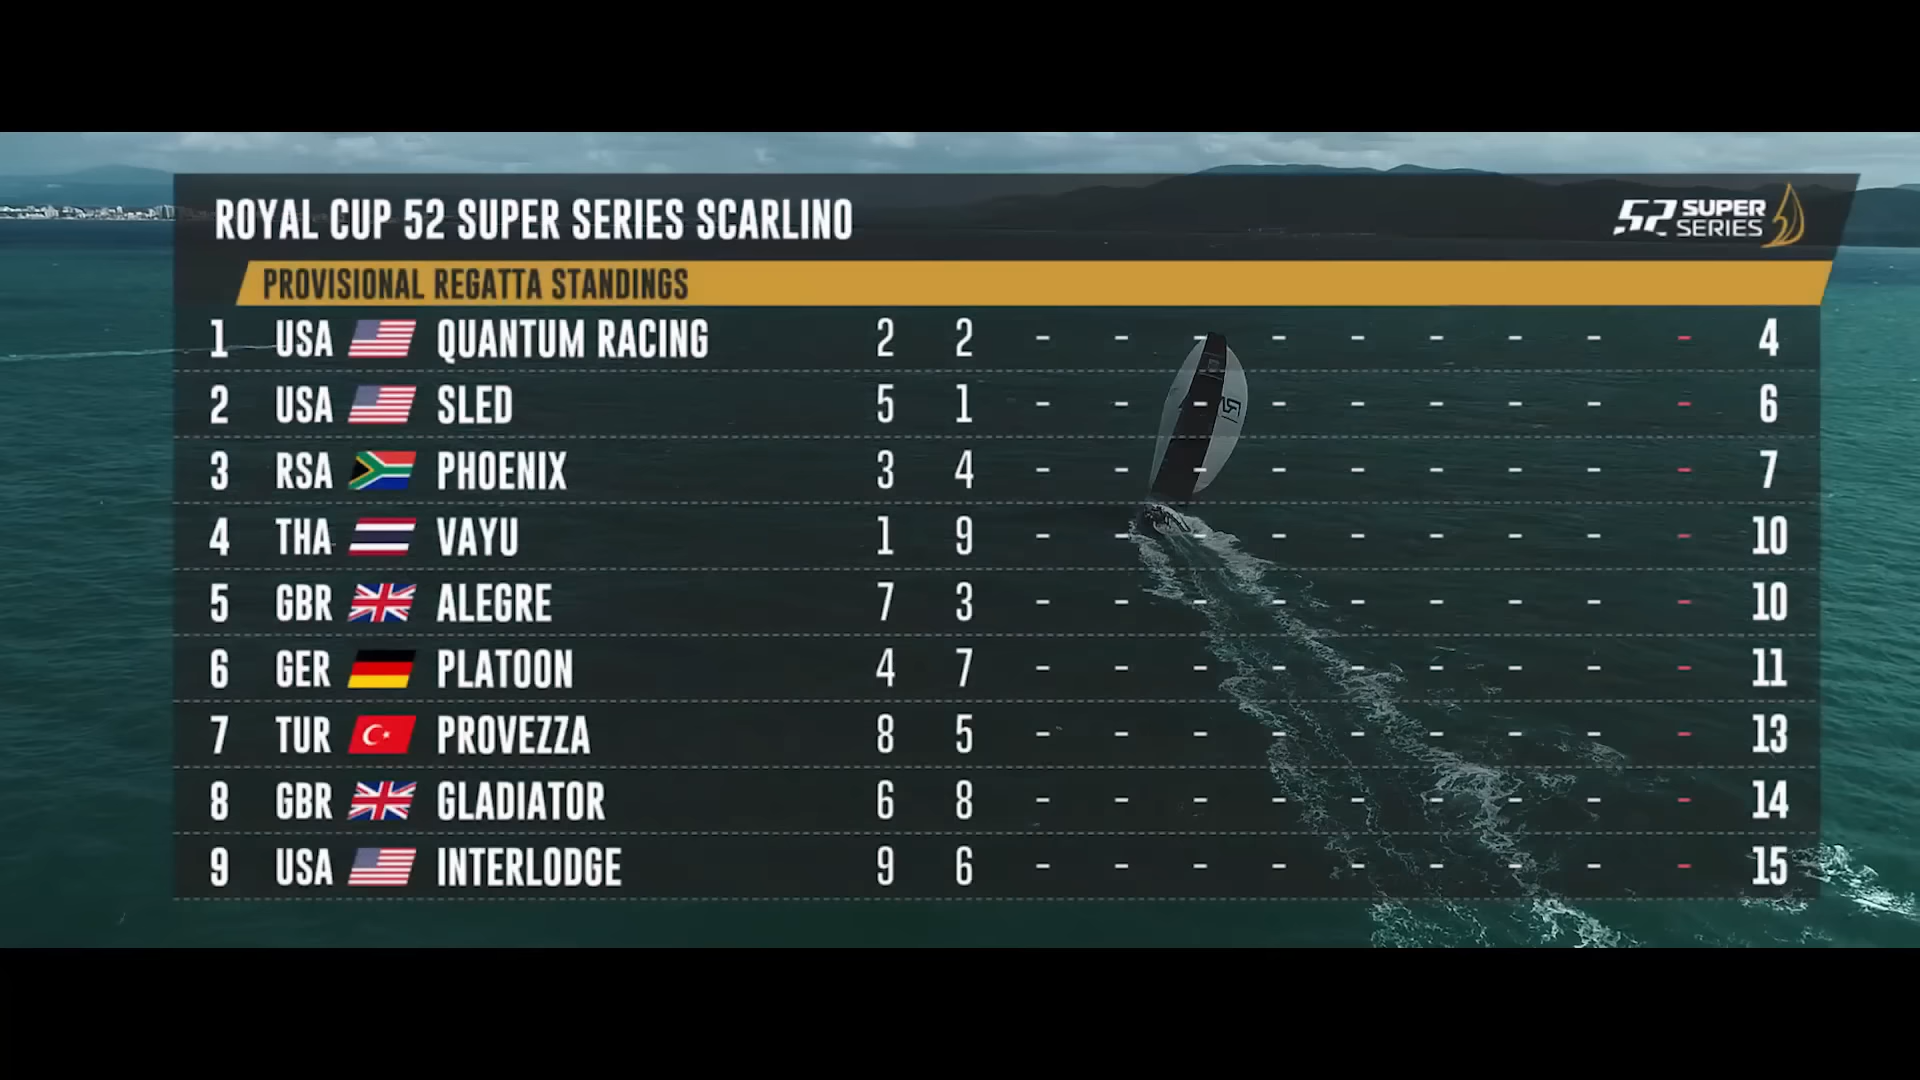 ROYAL CUP 52 SUPER SERIES SCARLINO
52 SUPER SERIES
PROVISIONAL REGATTA STANDINGS
1 USA QUANTUM RACING 2 2 - - - - - - - - - 4
2 USA SLED 5 1 - - - - - - - - - 6
3 RSA PHOENIX 3 4 - - - - - - - - - 7
4 THA VAYU 1 9 - - - - - - - - - 10
5 GBR ALEGRE 7 3 - - - - - - - - - 10
6 GER PLATOON 4 7 - - - - - - - - - 11
7 TUR PROVEZZA 8 5 - - - - - - - - - 13
8 GBR GLADIATOR 6 8 - - - - - - - - - 14
9 USA INTERLODGE 9 6 - - - - - - - - - 15